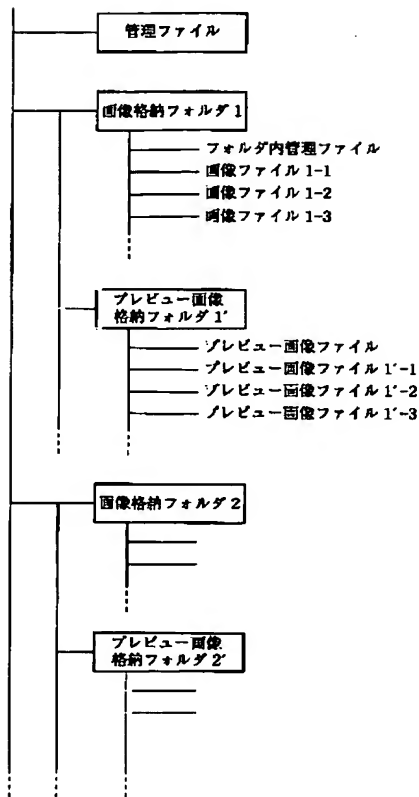 管理ファイル
画像格納フォルダ 1
フォルダ内管理ファイル
画像ファイル 1-1
画像ファイル 1-2
画像ファイル 1-3
プレビュー画像
格納フォルダ 1'
プレビュー画像ファイル
プレビュー画像ファイル 1'-1
プレビュー画像ファイル 1'-2
プレビュー画像ファイル 1'-3
画像格納フォルダ 2
プレビュー画像
格納フォルダ 2'